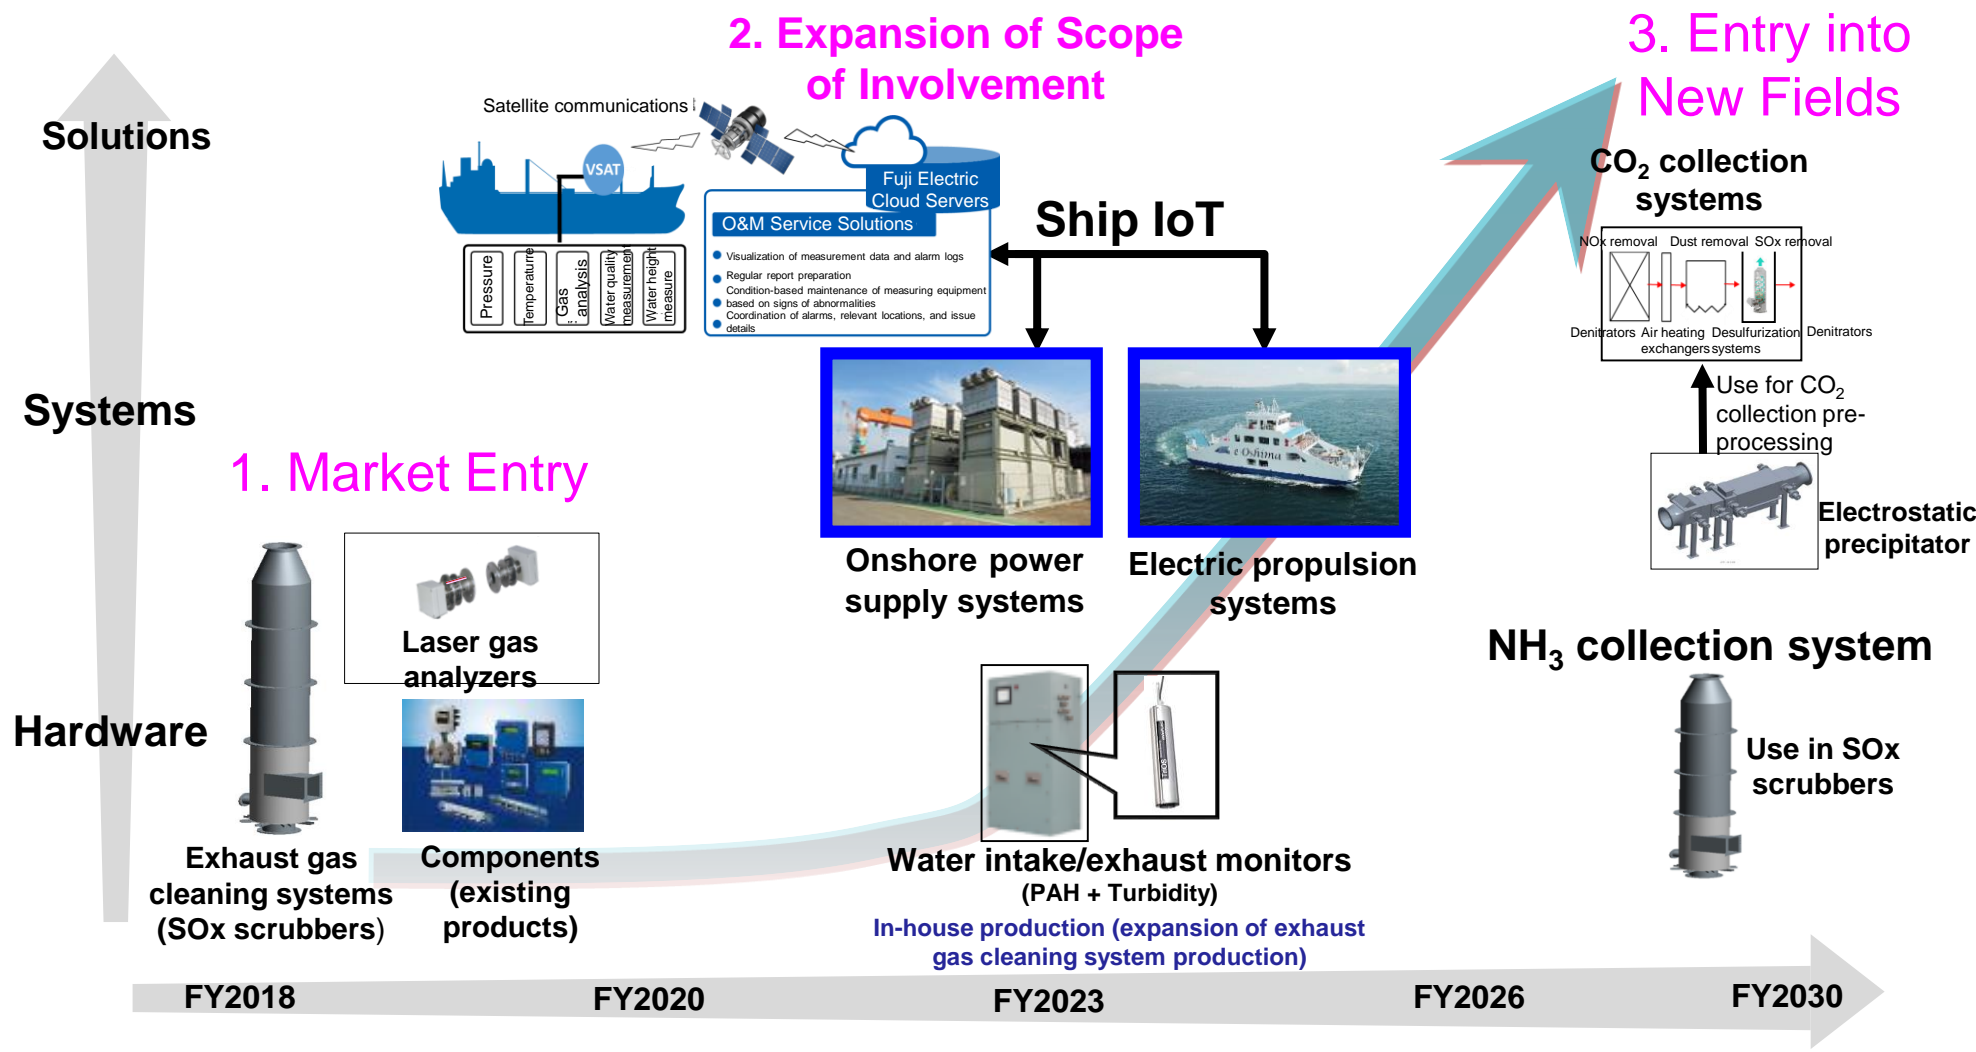 2. Expansion of Scope
of Involvement
3. Entry into
New Fields
Solutions
Systems
Hardware
Satellite communications
VSAT
Fuji Electric
Cloud Servers
O&M Service Solutions
Visualization of measurement data and alarm logs
Regular report preparation
Condition-based maintenance of measuring equipment
based on signs of abnormalities
Coordination of alarms, relevant locations, and issue
details
Pressure
Temperaturre
Gas
analysis
Water quality
measurement
Water height
measure
Ship IoT
CO2 collection
systems
NOx removal
Dust removal
SOx removal
Denitrators
Air heating
exchangers
Desulfurization
systems
Denitrators
Use for CO2
collection pre-
processing
Electrostatic
precipitator
1. Market Entry
e-Oshima
Onshore power
supply systems
Electric propulsion
systems
Laser gas
analyzers
NH3 collection system
Use in SOx
scrubbers
Exhaust gas
cleaning systems
(SOx scrubbers)
Components
(existing
products)
Water intake/exhaust monitors
(PAH + Turbidity)
In-house production (expansion of exhaust
gas cleaning system production)
FY2018
FY2020
FY2023
FY2026
FY2030